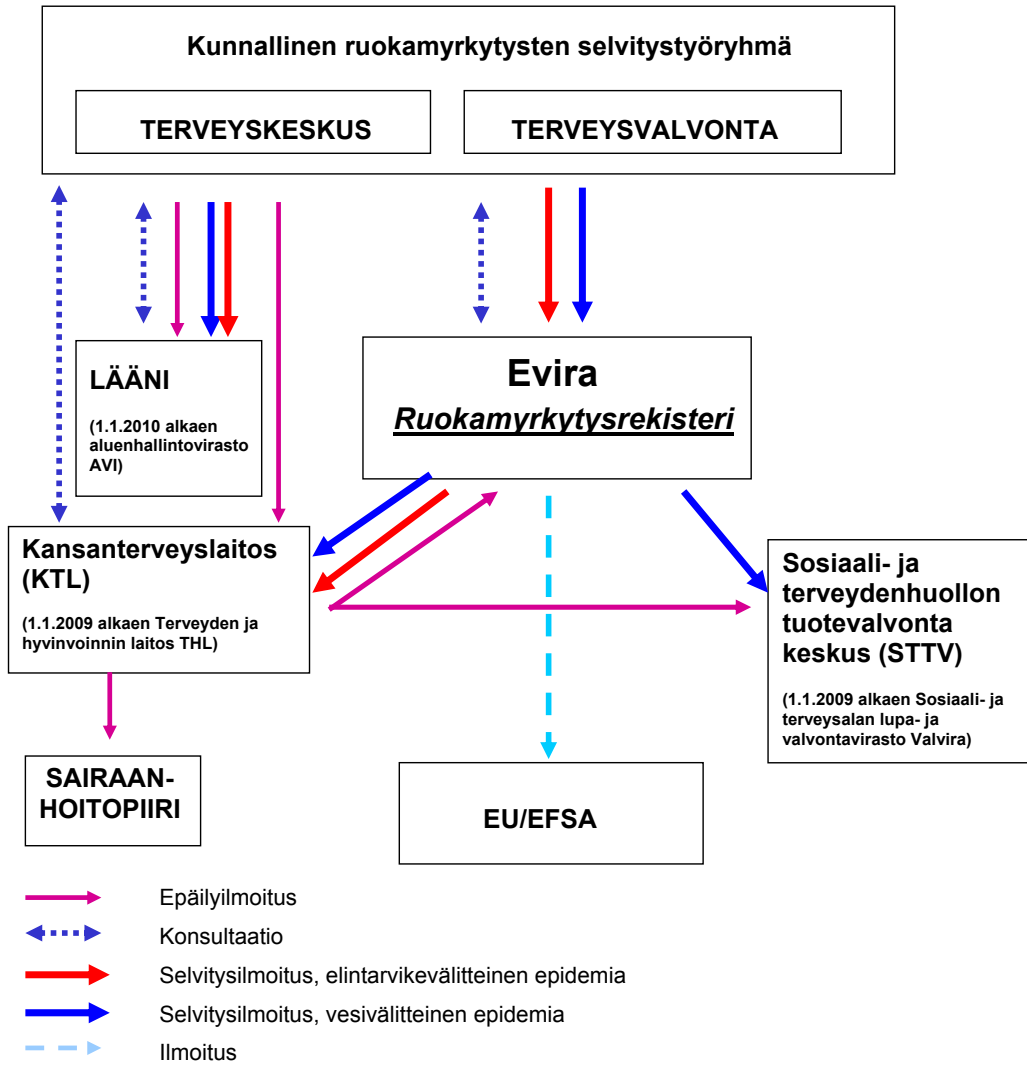 Kunnallinen ruokamyrkytysten selvitystyöryhmä
TERVEYSKESKUS
TERVEYSVALVONTA
LÄÄNI
(1.1.2010 alkaen
aluenhallintovirasto
AVI)
Evira
Ruokamyrkytysrekisteri
Kansanterveyslaitos
(KTL)
(1.1.2009 alkaen Terveyden ja
hyvinvoinnin laitos THL)
Sosiaali- ja
terveydenhuollon
tuotevalvonta
keskus (STTV)
(1.1.2009 alkaen Sosiaali- ja
terveysalan lupa- ja
valvontavirasto Valvira)
SAIRAAN-
HOITOPIIRI
EU/EFSA
Epäilyilmoitus
Konsultaatio
Selvitysilmoitus, elintarvikevälitteinen epidemia
Selvitysilmoitus, vesivälitteinen epidemia
Ilmoitus